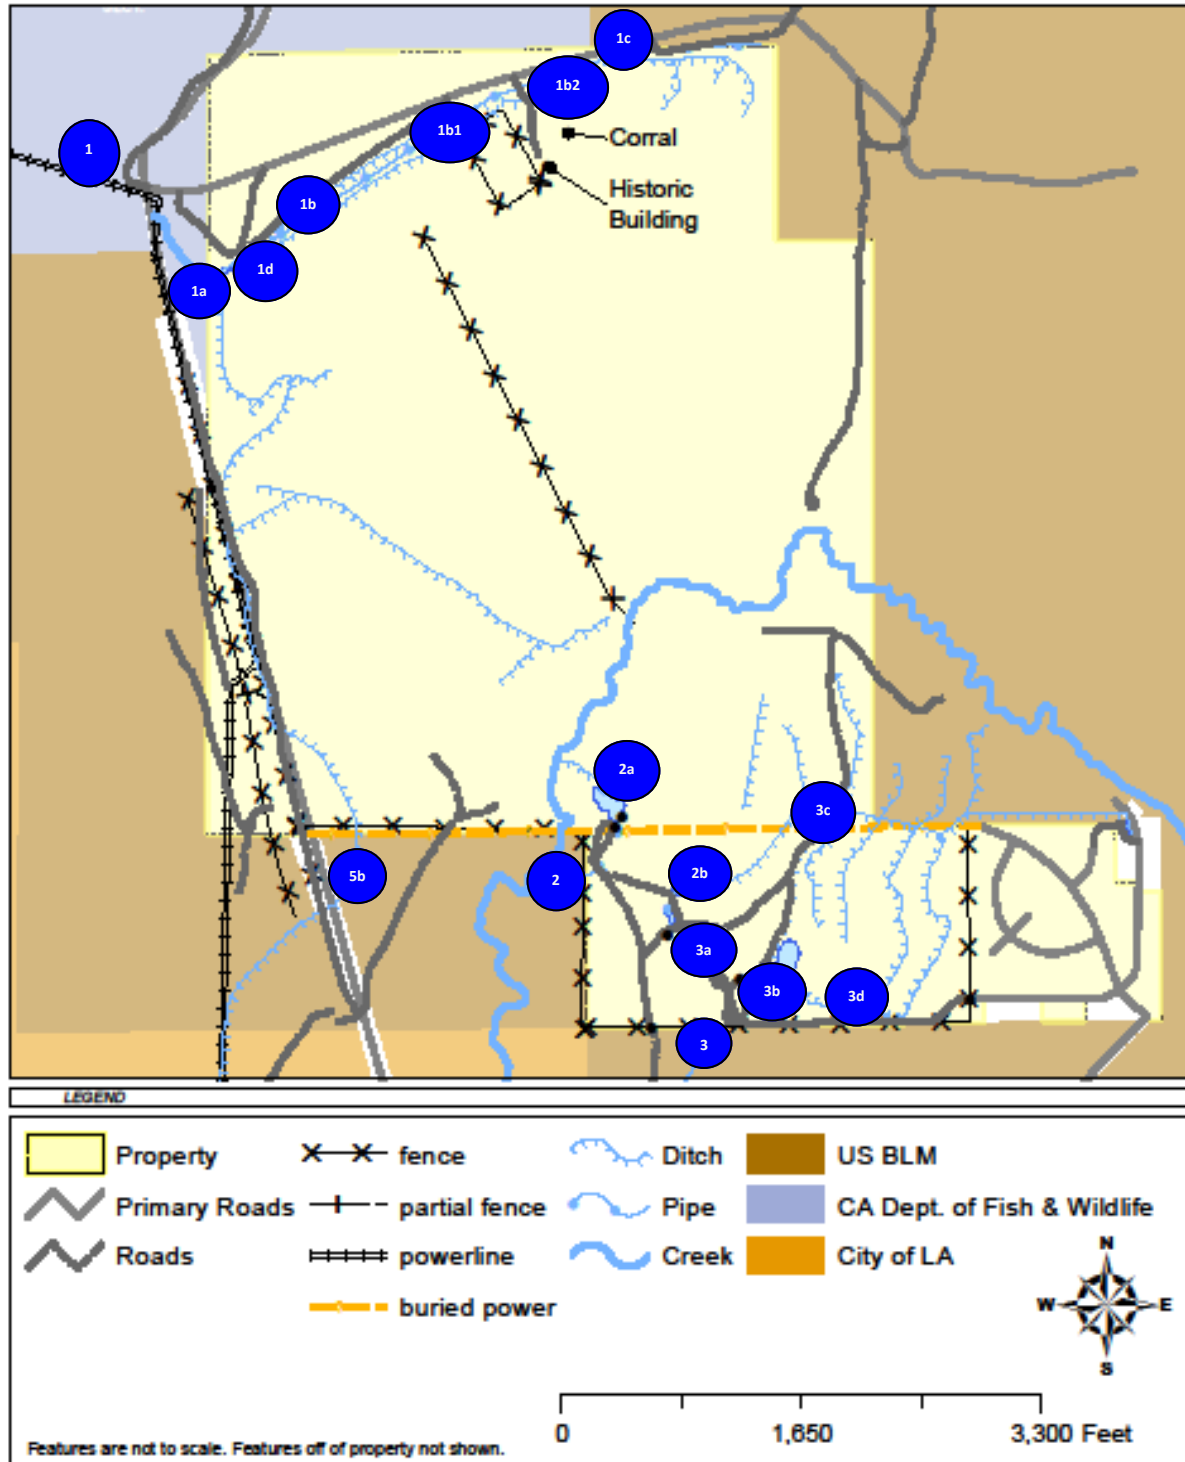 1c
1b2
1b1
1
Corral
Historic
Building
1b
1d
1a
2a
3c
5b
2
2b
3a
3b
3d
3
LEGEND
Property
fence
Ditch
US BLM
Primary Roads
partial fence
Pipe
CA Dept. of Fish & Wildlife
Roads
powerline
Creek
City of LA
buried power
N
W
E
S
0
1,650
3,300 Feet
Features are not to scale. Features off of property not shown.